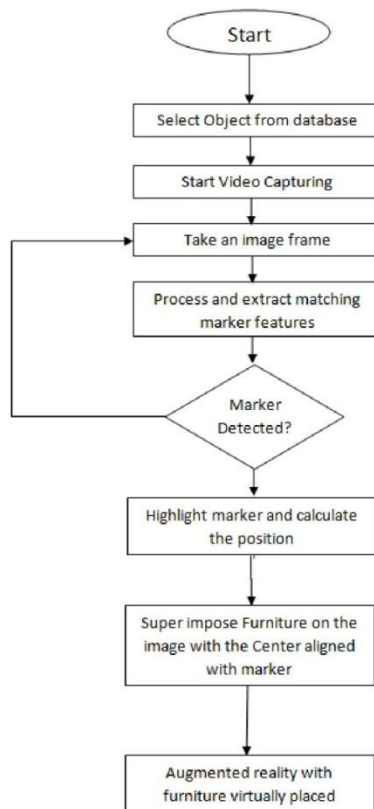 Start
Select Object from database
Start Video Capturing
Take an image frame
Process and extract matching
marker features
Marker
Detected?
Highlight marker and calculate
the position
Super impose Furniture on the
image with the Center aligned
with marker
Augmented reality with
furniture virtually placed